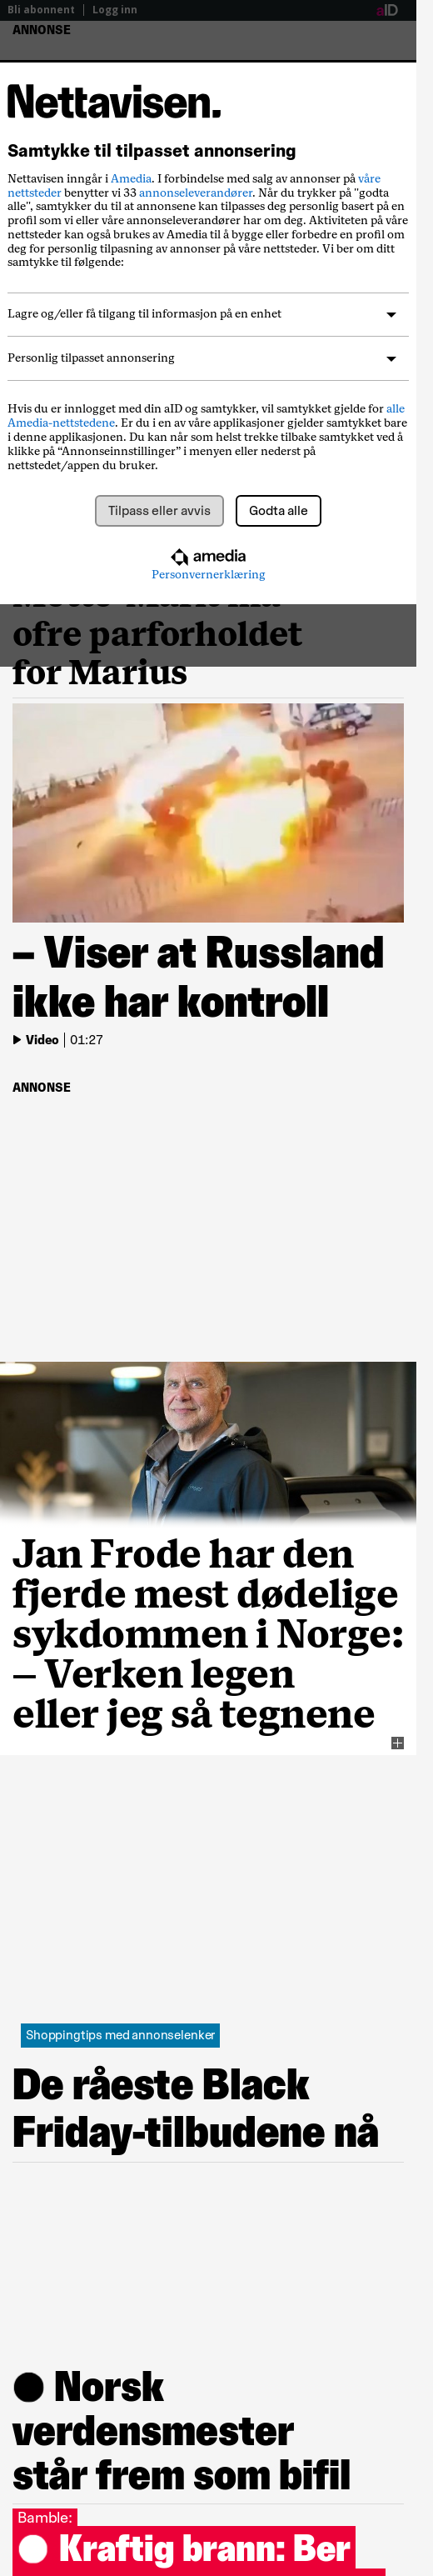 Bli abonnent | Logg inn
aID
ANNONSE
Nettavisen.
Samtykke til tilpasset annonsering
Nettavisen inngår i Amedia. I forbindelse med salg av annonser på våre
nettsteder benytter vi 33 annonseleverandører. Når du trykker på "godta
alle", samtykker du til at annonsene kan tilpasses deg personlig basert på en
profil som vi eller våre annonseleverandører har om deg. Aktiviteten på våre
nettsteder kan også brukes av Amedia til å bygge eller forbedre en profil om
deg for personlig tilpasning av annonser på våre nettsteder. Vi ber om ditt
samtykke til følgende:
Lagre og/eller få tilgang til informasjon på en enhet
Personlig tilpasset annonsering
Hvis du er innlogget med din aID og samtykker, vil samtykket gjelde for alle
Amedia-nettstedene. Er du i en av våre applikasjoner gjelder samtykket bare
i denne applikasjonen. Du kan når som helst trekke tilbake samtykket ved å
klikke på “Annonseinnstillinger” i menyen eller nederst på
nettstedet/appen du bruker.
Tilpass eller avvis
Godta alle
amedia
Personvernerklæring
ofre parforholdet
for Marius
– Viser at Russland
ikke har kontroll
Video | 01:27
ANNONSE
Jan Frode har den
fjerde mest dødelige
sykdommen i Norge:
– Verken legen
eller jeg så tegnene
Shoppingtips med annonselenker
De råeste Black
Friday-tilbudene nå
Norsk
verdensmester
står frem som bifil
Bamble:
Kraftig brann: Ber